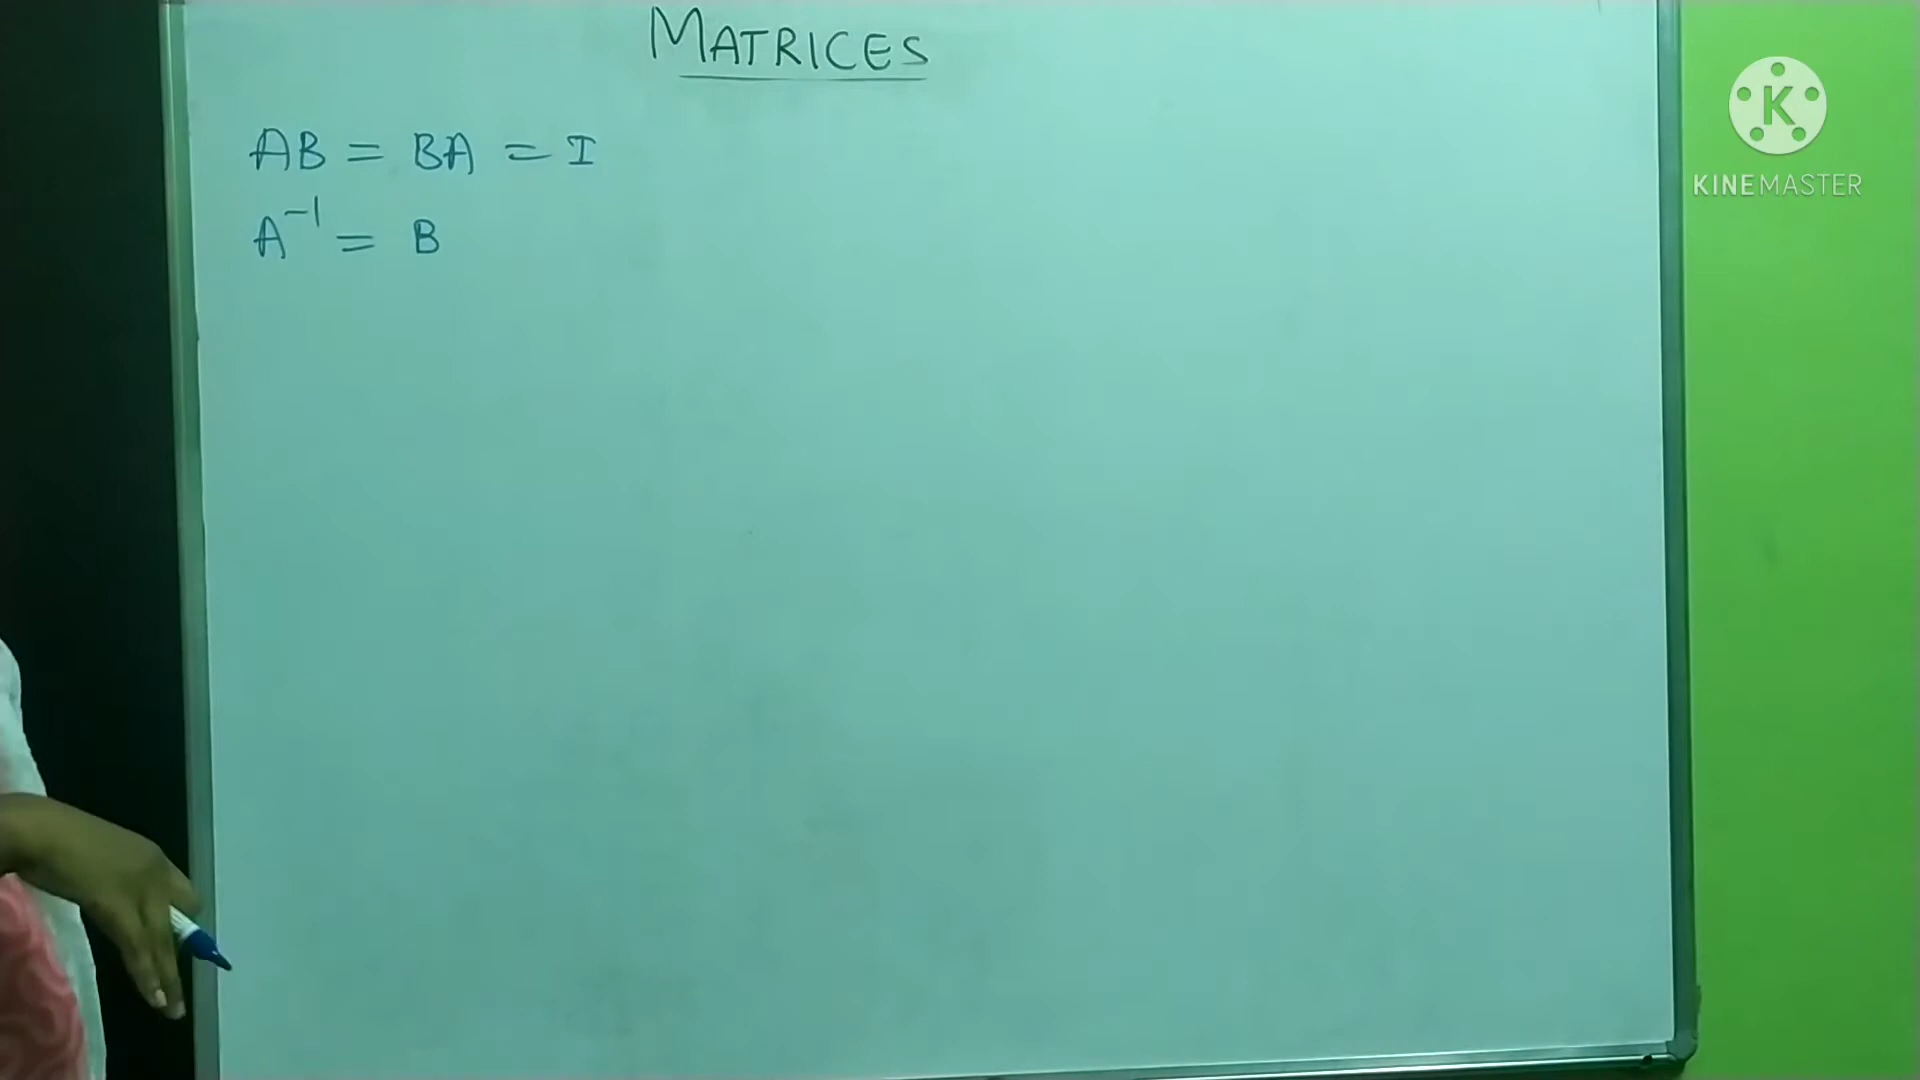 MATRICES
AB = BA = I
A⁻¹ = B
K
KINEMASTER